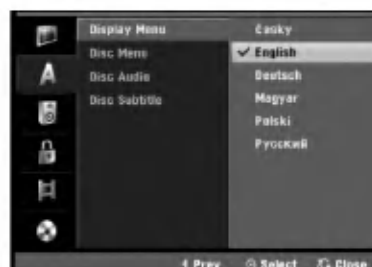 Display Menu
Disc Menu
Disc Audio
Disc Subtitle
Česky
✓ English
Deutsch
Magyar
Polski
Русский
Prev. Select Close